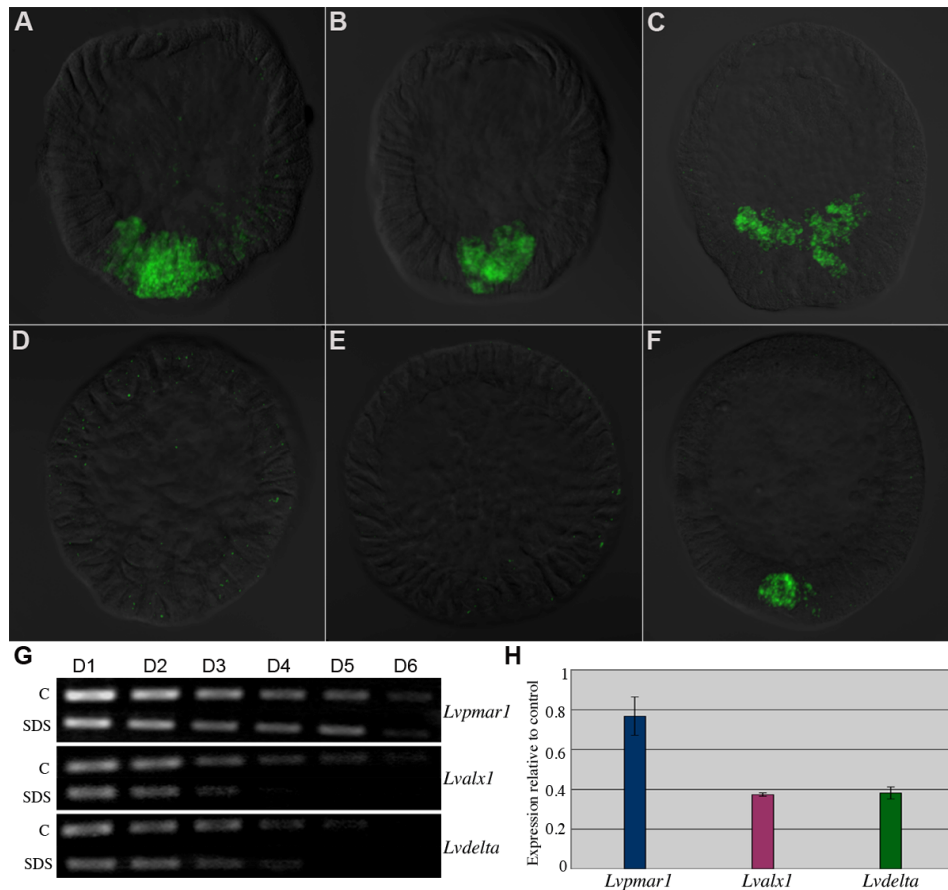 A
B
C
D
E
F
G
D1 D2 D3 D4 D5 D6
C
SDS
Lvpmar1
C
SDS
Lvalx1
C
SDS
Lvdelta
H
Expression relative to control
1
0.8
0.6
0.4
0.2
0
Lvpmar1 Lvalx1 Lvdelta